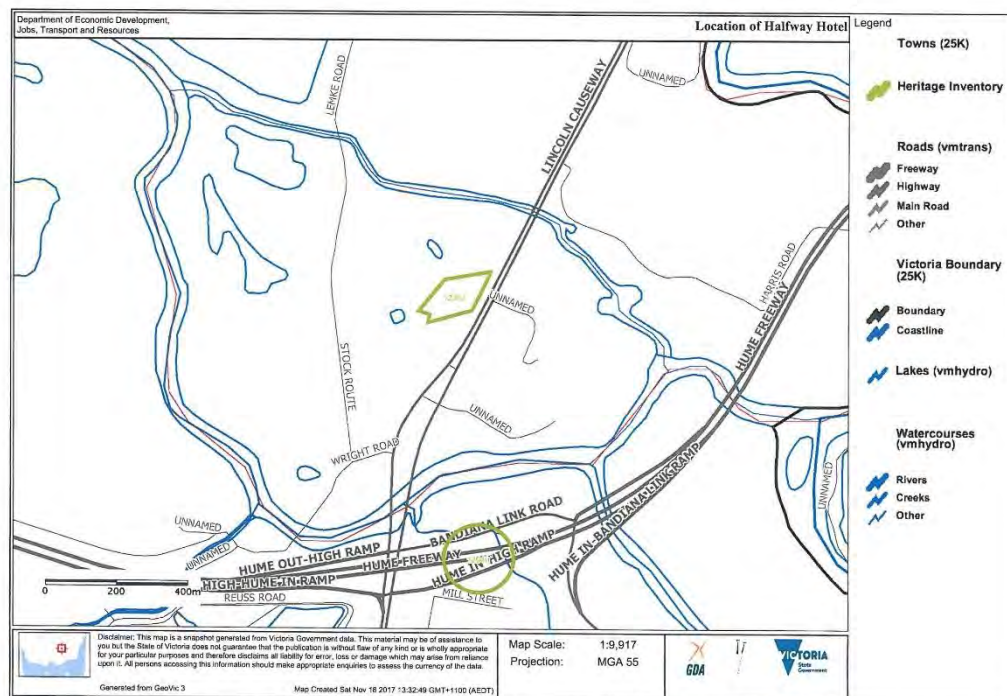 Department of Economic Development,
Jobs, Transport and Resources
Location of Halfway Hotel
Legend
Towns (25K)
Heritage Inventory
Roads (vmtrans)
Freeway
Highway
Main Road
Other
Victoria Boundary
(25K)
Boundary
Coastline
Lakes (vmhydro)
Watercourses
(vmhydro)
Rivers
Creeks
Other
UNNAMED
LEMKE ROAD
LINCOLN CAUSEWAY
HARRIS ROAD
HUME FREEWAY
UNNAMED
STOCK ROUTE
UNNAMED
WRIGHT ROAD
UNNAMED
UNNAMED
UNNAMED
BANDIANA LINK ROAD
HUME OUT-HIGH RAMP
HUME FREEWAY
HUME IN-HIGH RAMP
HUME IN-BANDIANA LINK RAMP
HIGH-HUME IN RAMP
REUSS ROAD
MILL STREET
0 200 400m
Disclaimer: This map is a snapshot generated from Victoria Government data. This material may be of assistance to
you but the State of Victoria does not guarantee that the publication is without flaw of any kind or is wholly appropriate
for your particular purposes and therefore disclaims all liability for error, loss or damage which may arise from reliance
upon it. All persons accessing this information should make appropriate enquiries to assess the currency of the data.
Generated from GeoVic 3
Map Created Sat Nov 18 2017 13:32:49 GMT+1100 (AEDT)
Map Scale: 1:9,917
Projection: MGA 55
GDA
VICTORIA
State
Government